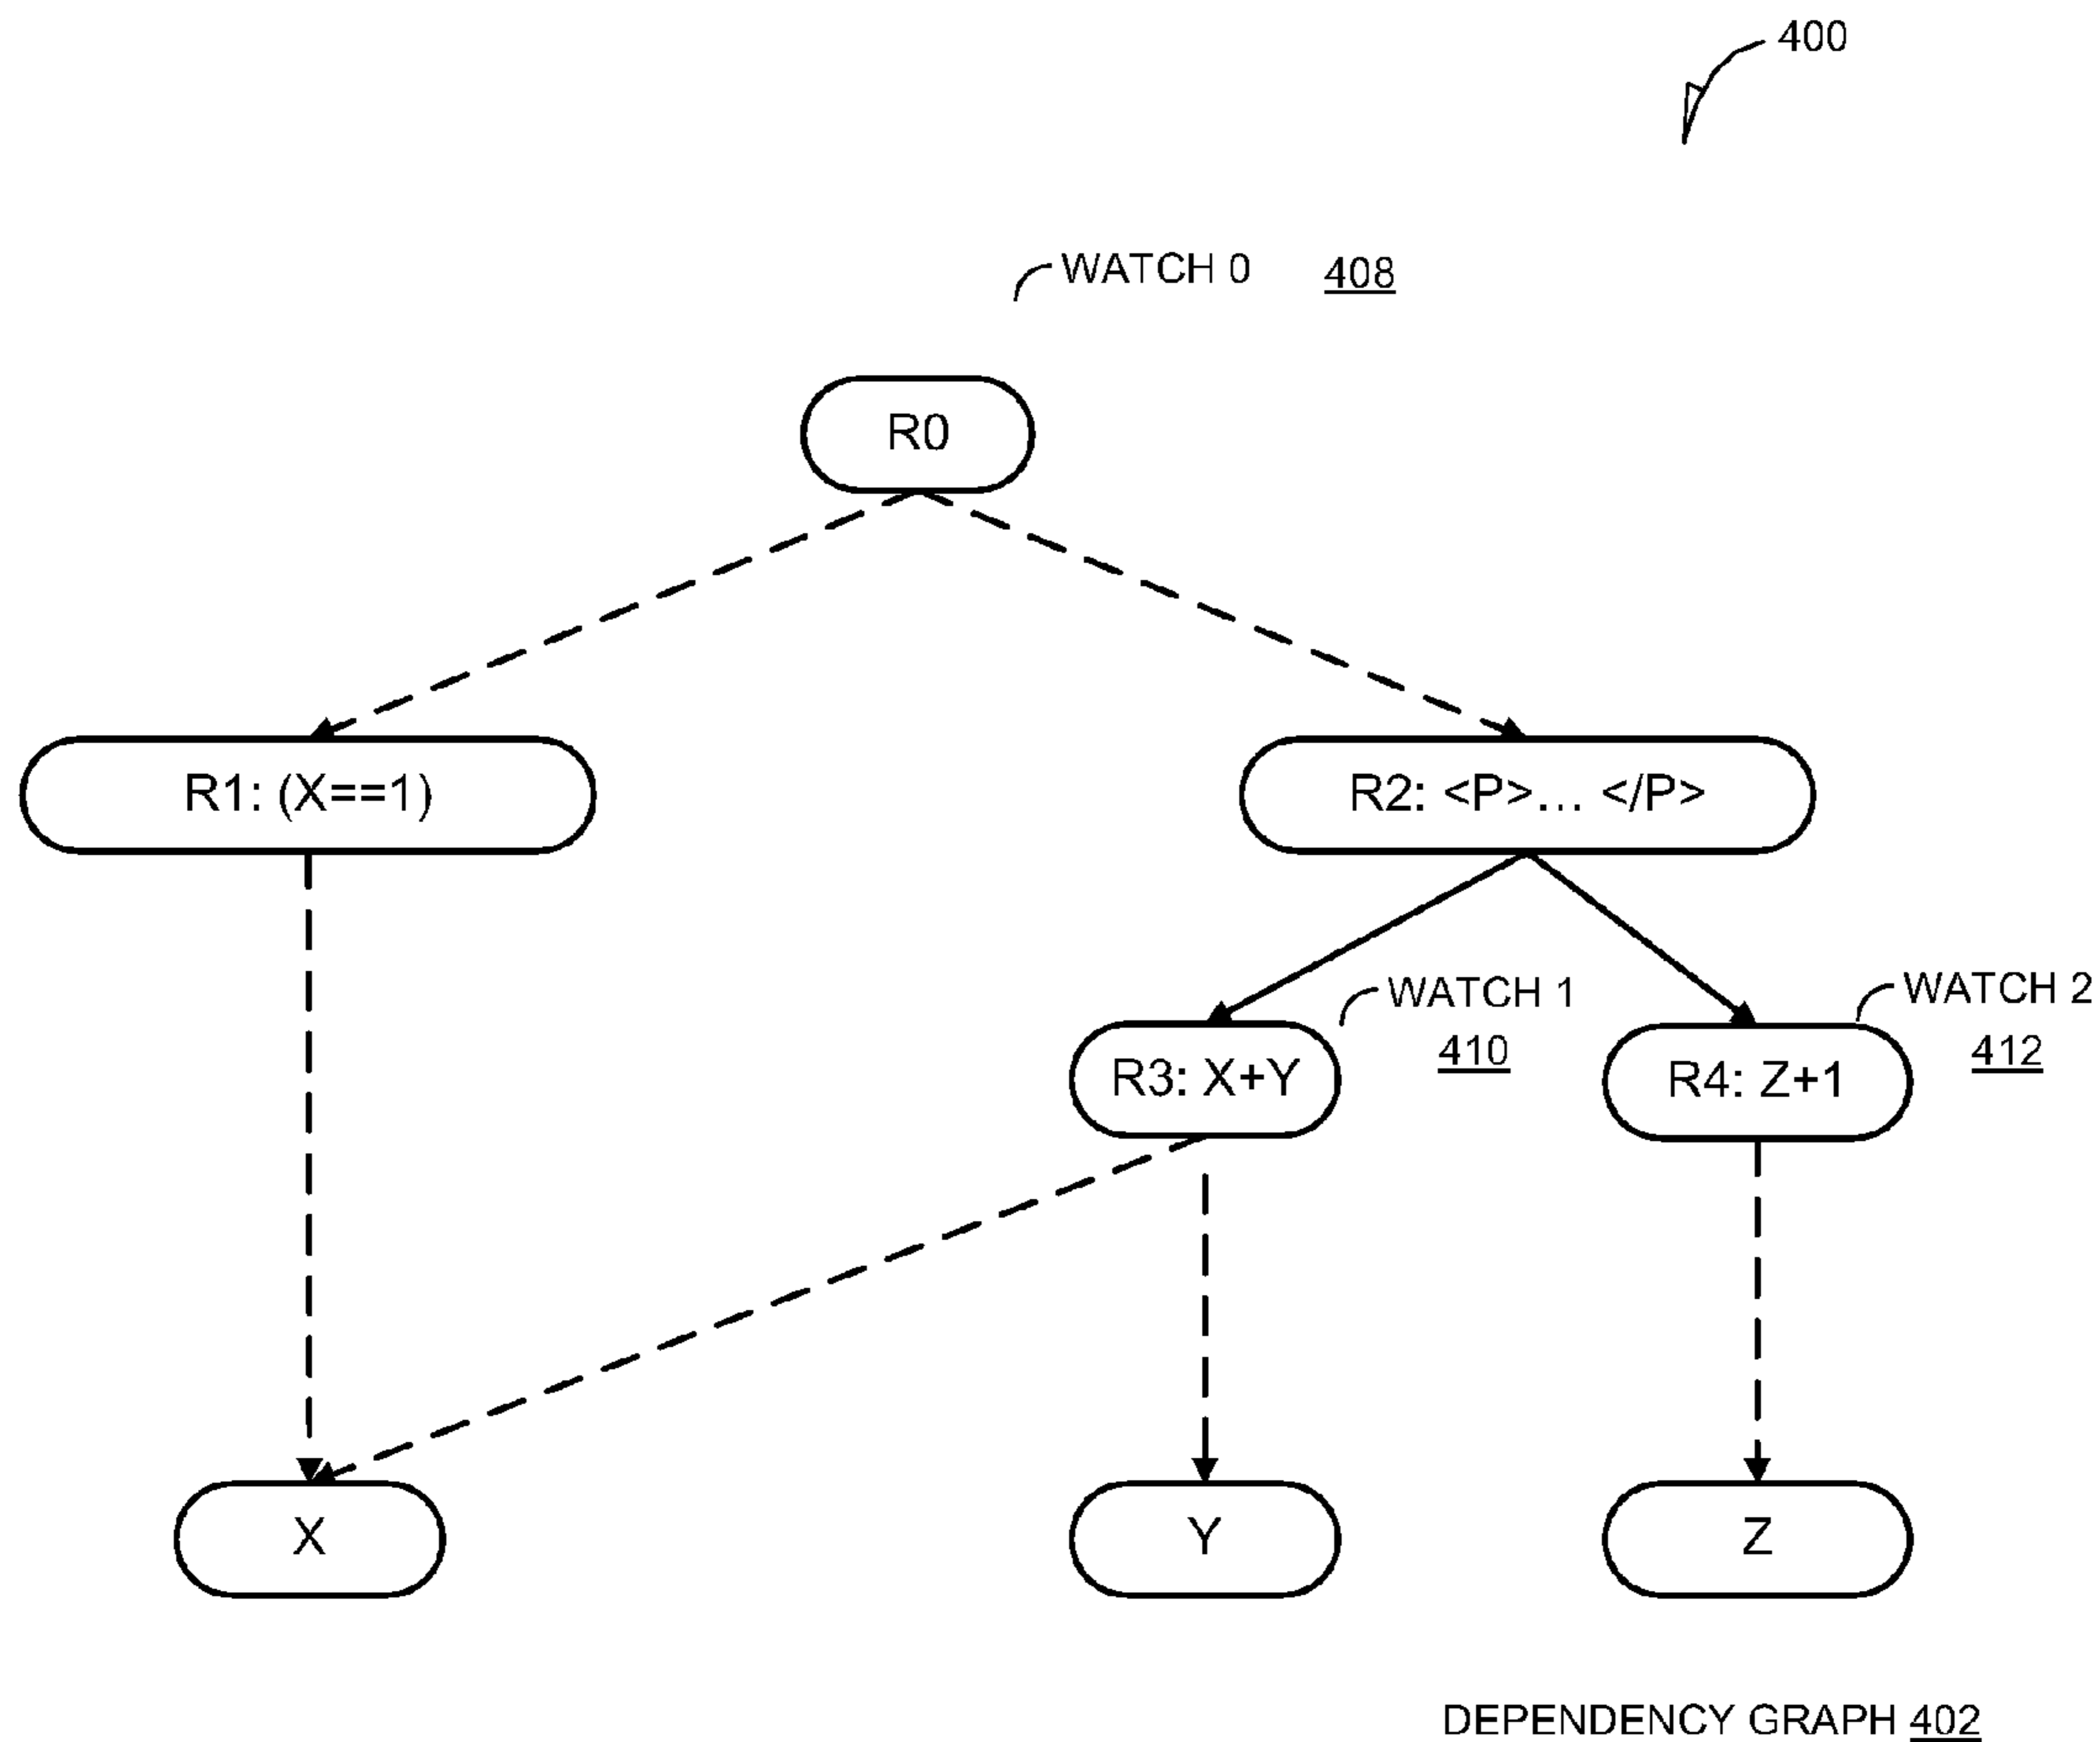 400
WATCH 0 408
R0
R1: (X==1)
R2: <P>... </P>
WATCH 1
410
WATCH 2
412
R3: X+Y
R4: Z+1
X
Y
Z
DEPENDENCY GRAPH 402